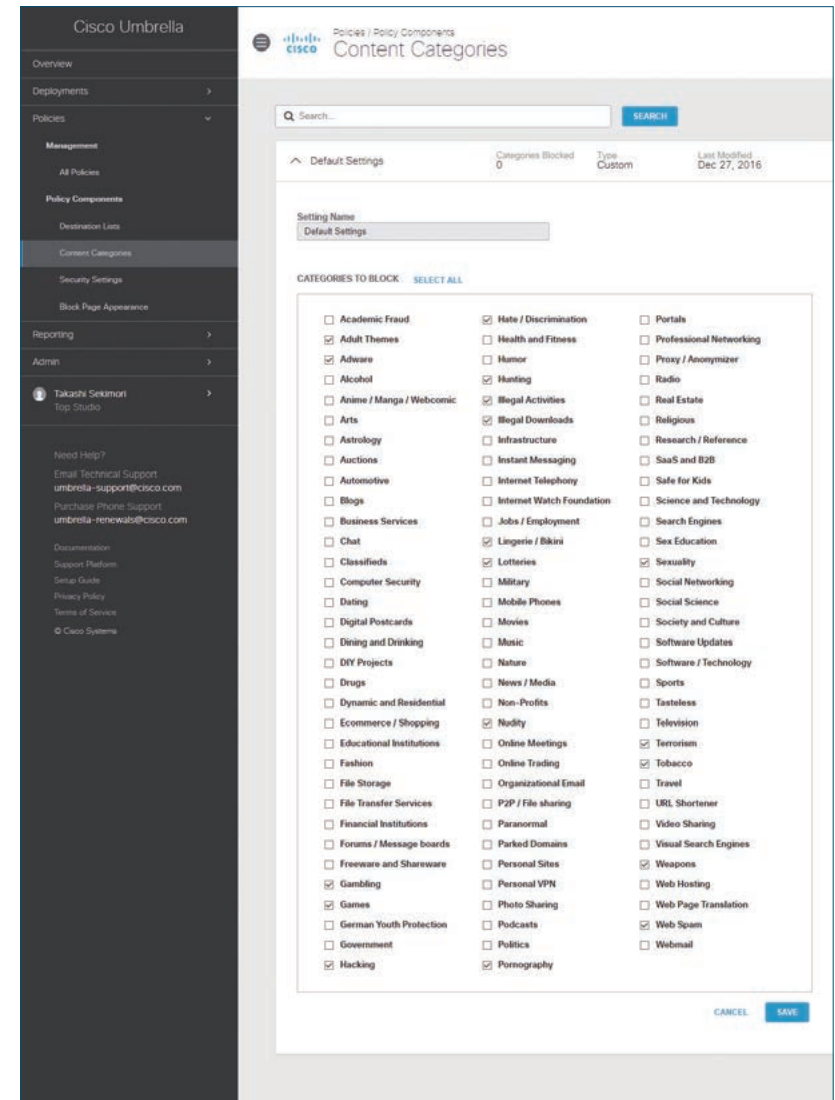 Cisco Umbrella
Overview
Deployments
Policies
Management
All Policies
Policy Components
Destination Lists
Content Categories
Security Settings
Block Page Appearance
Reporting
Admin
Takashi Sekimori
Top Studio
Need Help?
Email Technical Support
umbrella-support@cisco.com
Purchase Phone Support
umbrella-renewals@cisco.com
Documentation
Support Platform
Setup Guide
Privacy Policy
Terms of Service
© Cisco Systems
CISCO
Policies / Policy Components
Content Categories
Search...
SEARCH
Default Settings
Categories Blocked
0
Type
Custom
Last Modified
Dec 27, 2016
Setting Name
Default Settings
CATEGORIES TO BLOCK SELECT ALL
Academic Fraud
Adult Themes
Adware
Alcohol
Anime / Manga / Webcomic
Arts
Astrology
Auctions
Automotive
Blogs
Business Services
Chat
Classifieds
Computer Security
Dating
Digital Postcards
Dining and Drinking
DIY Projects
Drugs
Dynamic and Residential
Ecommerce / Shopping
Educational Institutions
Fashion
File Storage
File Transfer Services
Financial Institutions
Forums / Message boards
Freeware and Shareware
Gambling
Games
German Youth Protection
Government
Hacking
Hate / Discrimination
Health and Fitness
Humor
Hunting
Illegal Activities
Illegal Downloads
Infrastructure
Instant Messaging
Internet Telephony
Internet Watch Foundation
Jobs / Employment
Lingerie / Bikini
Lotteries
Military
Mobile Phones
Movies
Music
Nature
News / Media
Non-Profits
Nudity
Online Meetings
Online Trading
Organizational Email
P2P / File sharing
Paranormal
Parked Domains
Personal Sites
Personal VPN
Photo Sharing
Podcasts
Politics
Pornography
Portals
Professional Networking
Proxy / Anonymizer
Radio
Real Estate
Religious
Research / Reference
SaaS and B2B
Safe for Kids
Science and Technology
Search Engines
Sex Education
Sexuality
Social Networking
Social Science
Society and Culture
Software Updates
Software / Technology
Sports
Tasteless
Television
Terrorism
Tobacco
Travel
URL Shortener
Video Sharing
Visual Search Engines
Weapons
Web Hosting
Web Page Translation
Web Spam
Webmail
CANCEL
SAVE